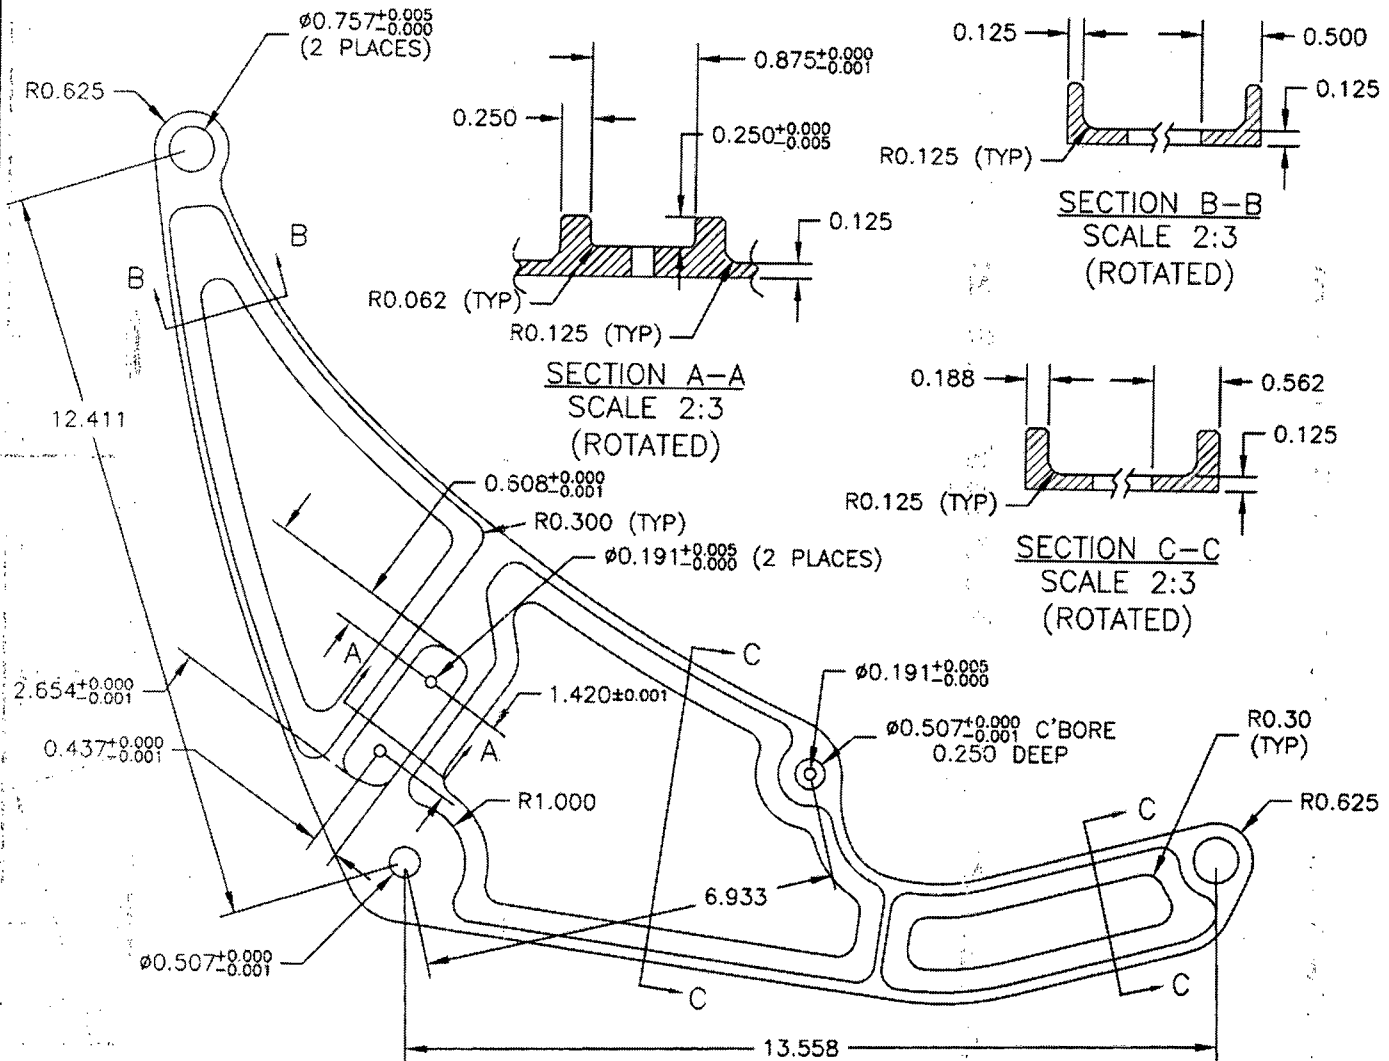 ø0.757+0.005
-0.000
(2 PLACES)
R0.625
0.875+0.000
-0.001
0.250
0.250+0.000
-0.005
0.125
R0.062 (TYP)
R0.125 (TYP)
SECTION A-A
SCALE 2:3
(ROTATED)
0.125
0.500
0.125
R0.125 (TYP)
SECTION B-B
SCALE 2:3
(ROTATED)
0.188
0.562
0.125
R0.125 (TYP)
SECTION C-C
SCALE 2:3
(ROTATED)
B
B
12.411
0.608+0.000
-0.001
R0.300 (TYP)
ø0.191+0.005
-0.000 (2 PLACES)
A
A
2.654+0.000
-0.001
1.420±0.001
0.437+0.000
-0.001
R1.000
C
ø0.191+0.005
-0.000
ø0.507+0.000
-0.001 C'BORE
0.250 DEEP
R0.30
(TYP)
R0.625
C
6.933
ø0.507+0.000
-0.001
C
C
13.558